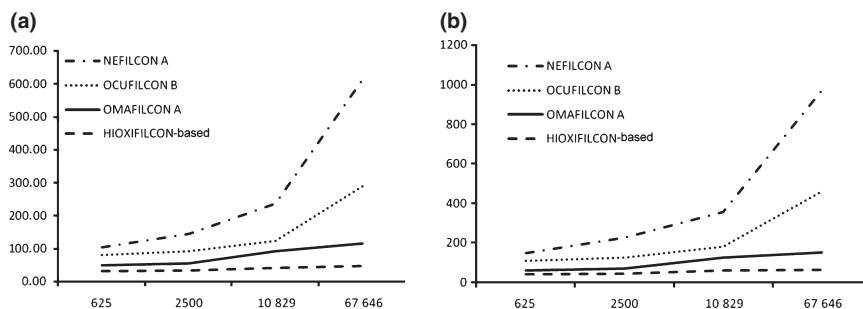 (a)
700.00
600.00
500.00
400.00
300.00
200.00
100.00
0.00
NEFILCON A
OCUFILCON B
OMAFILCON A
HIOXIFILCON-based
625 2500 10 829 67 646
(b)
1200
1000
800
600
400
200
0
NEFILCON A
OCUFILCON B
OMAFILCON A
HIOXIFILCON-based
625 2500 10 829 67 646